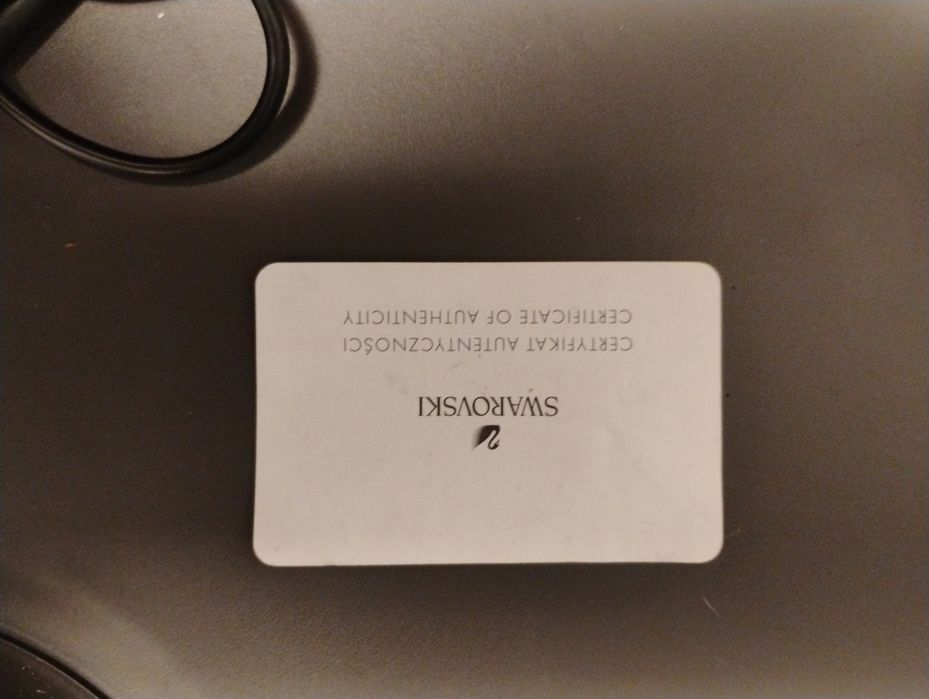 SWAROVSKI
CERTYFIKAT AUTENTYCZNOŚCI
CERTIFICATE OF AUTHENTICITY